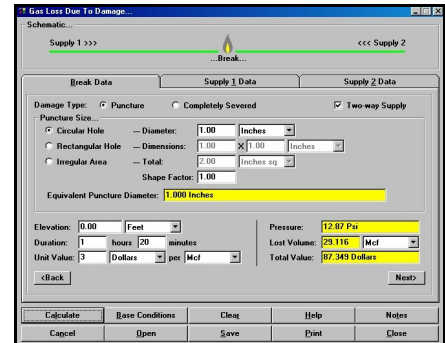 Gas Loss Due To Damage...
Schematic...
Supply 1 >>>
<<< Supply 2
...Break...
Break Data
Supply 1 Data
Supply 2 Data
Damage Type: Puncture Completely Severed Two-way Supply
Puncture Size...
Circular Hole — Diameter: 1.00 Inches
Rectangular Hole — Dimensions: 1.00 X 1.00 Inches
Irregular Area — Total: 2.00 Inches sq
Shape Factor: 1.00
Equivalent Puncture Diameter: 1.000 Inches
Elevation: 0.00 Feet
Duration: 1 hours 20 minutes
Unit Value: 3 Dollars per Mcf
Pressure: 12.87 Psi
Lost Volume: 29.116 Mcf
Total Value: 87.349 Dollars
<Back
Next>
Calculate Base Conditions Clear Help Notes
Cancel Open Save Print Close